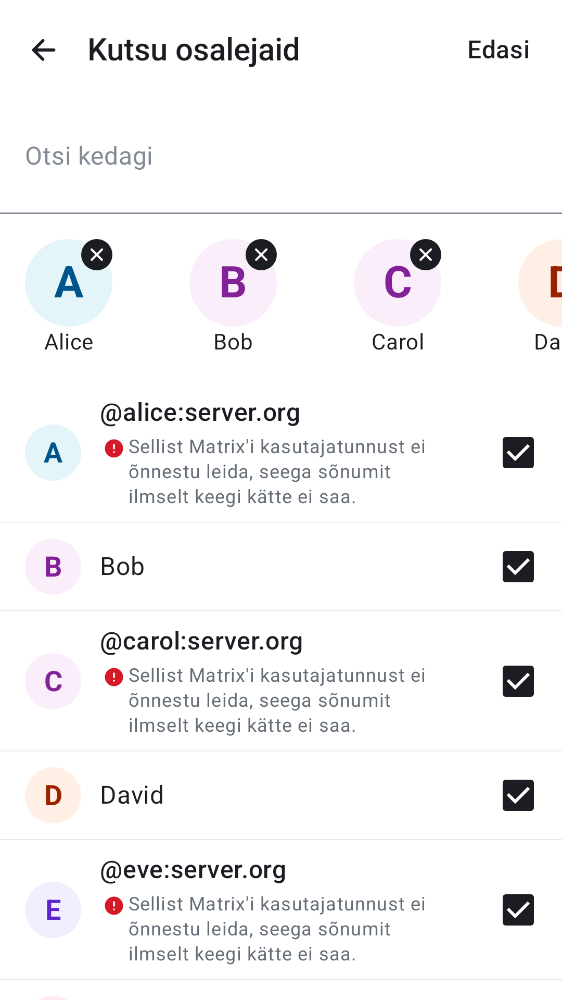 Kutsu osalejaid
Edasi
Otsi kedagi
A
B
C
D
Alice
Bob
Carol
Da
@alice:server.org
A
Sellist Matrix'i kasutajatunnust ei
õnnestu leida, seega sõnumit
ilmselt keegi kätte ei saa.
B
Bob
@carol:server.org
C
Sellist Matrix'i kasutajatunnust ei
õnnestu leida, seega sõnumit
ilmselt keegi kätte ei saa.
D
David
@eve:server.org
E
Sellist Matrix'i kasutajatunnust ei
õnnestu leida, seega sõnumit
ilmselt keegi kätte ei saa.